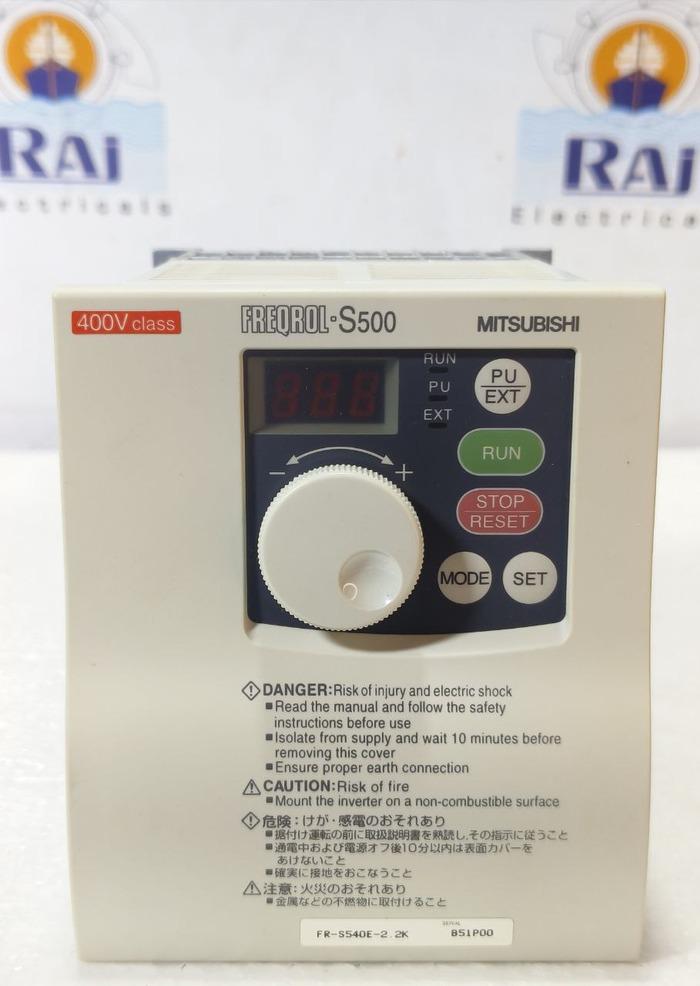 RAj
ectricals
RAj
Electrical
400V class
FREQROL-S500
MITSUBISHI
888
RUN
PU
EXT
PU
EXT
RUN
STOP
RESET
MODE
SET
− +
DANGER:Risk of injury and electric shock
■Read the manual and follow the safety
instructions before use
■Isolate from supply and wait 10 minutes before
removing this cover
■Ensure proper earth connection
CAUTION:Risk of fire
■Mount the inverter on a non-combustible surface
危険:けが・感電のおそれあり
■据付け運転の前に取扱説明書を熟読し,その指示に従うこと
■通電中および電源オフ後10分以内は表面カバーを
あけないこと
■確実に接地をおこなうこと
注意:火災のおそれあり
■金属などの不燃物に取付けること
SERIAL
FR-S540E-2.2K B51P00